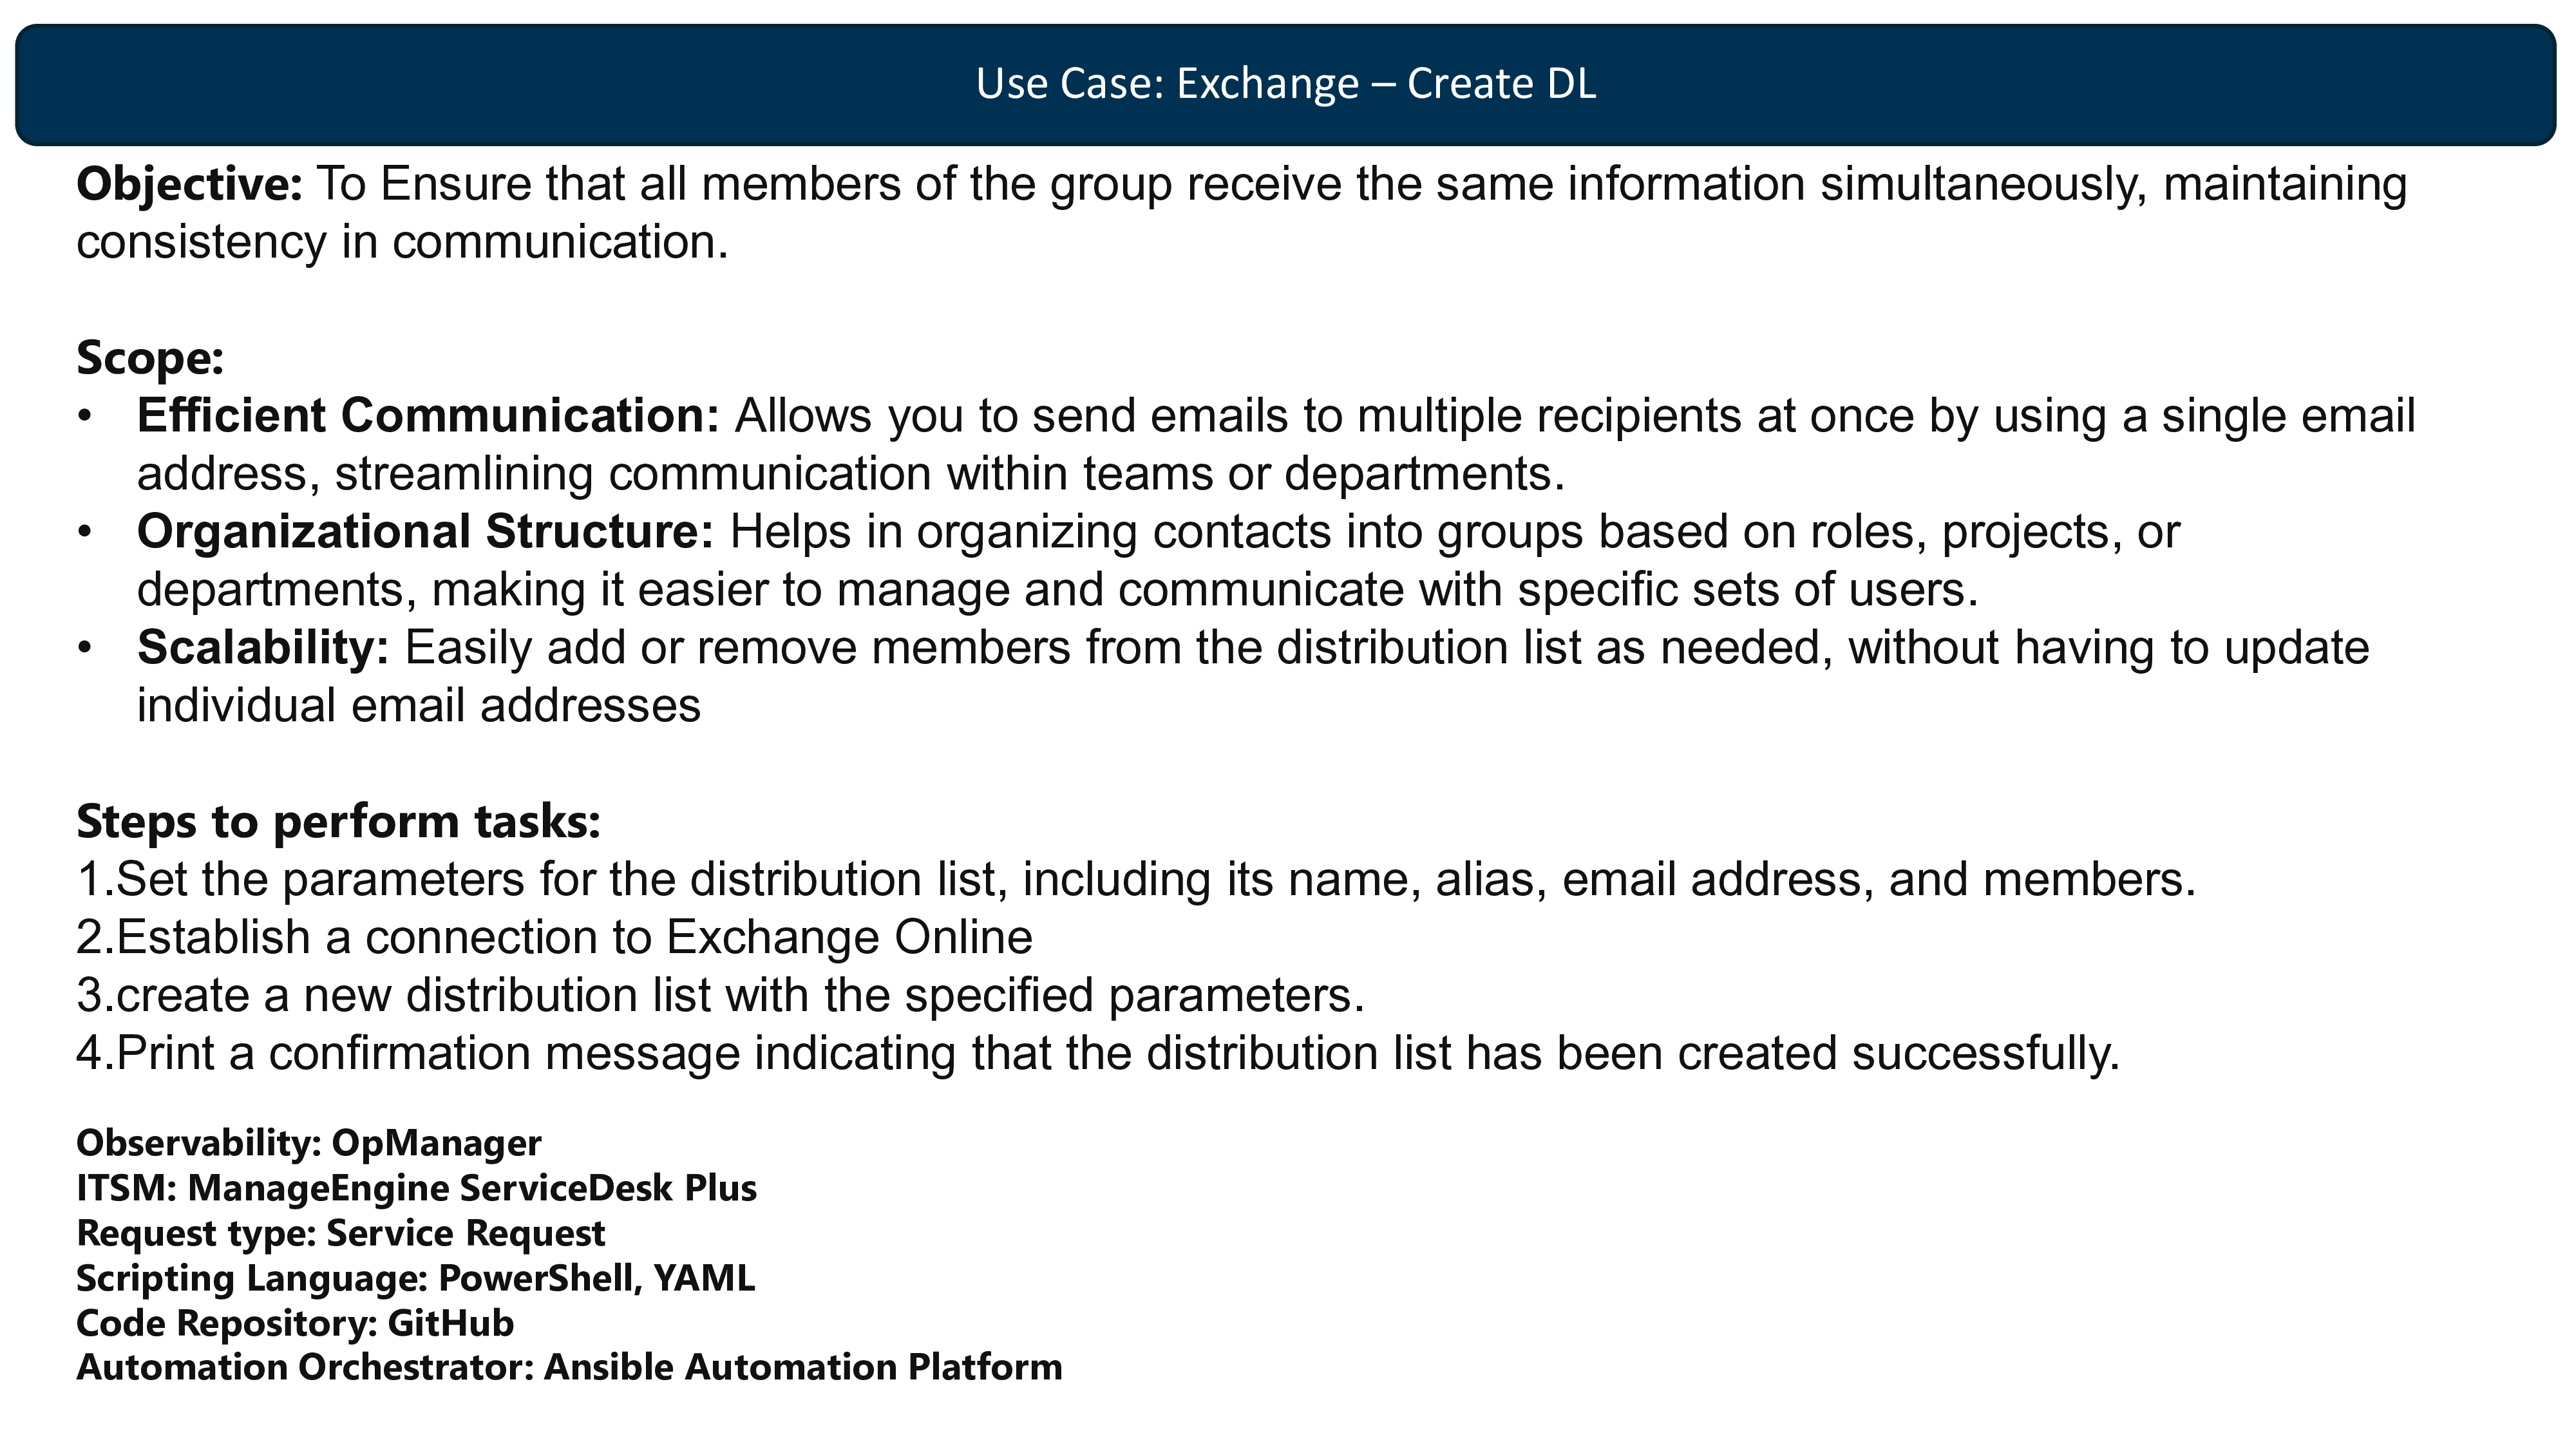 Use Case: Exchange – Create DL
Objective: To Ensure that all members of the group receive the same information simultaneously, maintaining
consistency in communication.
Scope:
• Efficient Communication: Allows you to send emails to multiple recipients at once by using a single email
address, streamlining communication within teams or departments.
• Organizational Structure: Helps in organizing contacts into groups based on roles, projects, or
departments, making it easier to manage and communicate with specific sets of users.
• Scalability: Easily add or remove members from the distribution list as needed, without having to update
individual email addresses
Steps to perform tasks:
1.Set the parameters for the distribution list, including its name, alias, email address, and members.
2.Establish a connection to Exchange Online
3.create a new distribution list with the specified parameters.
4.Print a confirmation message indicating that the distribution list has been created successfully.
Observability: OpManager
ITSM: ManageEngine ServiceDesk Plus
Request type: Service Request
Scripting Language: PowerShell, YAML
Code Repository: GitHub
Automation Orchestrator: Ansible Automation Platform